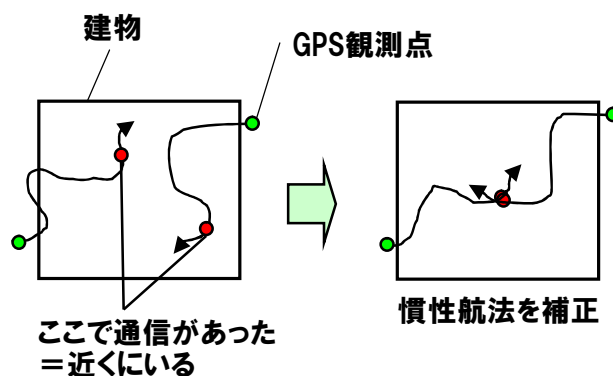 建物
GPS観測点
ここで通信があった
＝近くにいる
慣性航法を補正